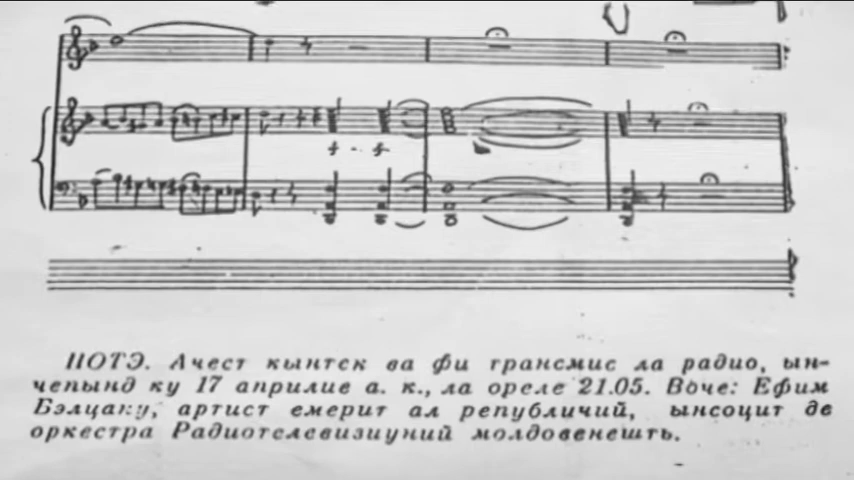 НОТЭ. Ачест кынтек ва фи трансмис ла радио, ын-
чепынд ку 17 априлие а. к., ла ореле 21.05. Воче: Ефим
Бэлцану, артист емерит ал републичий, ынсоцит де
оркестра Радиотелевизиуний молдовенешть.